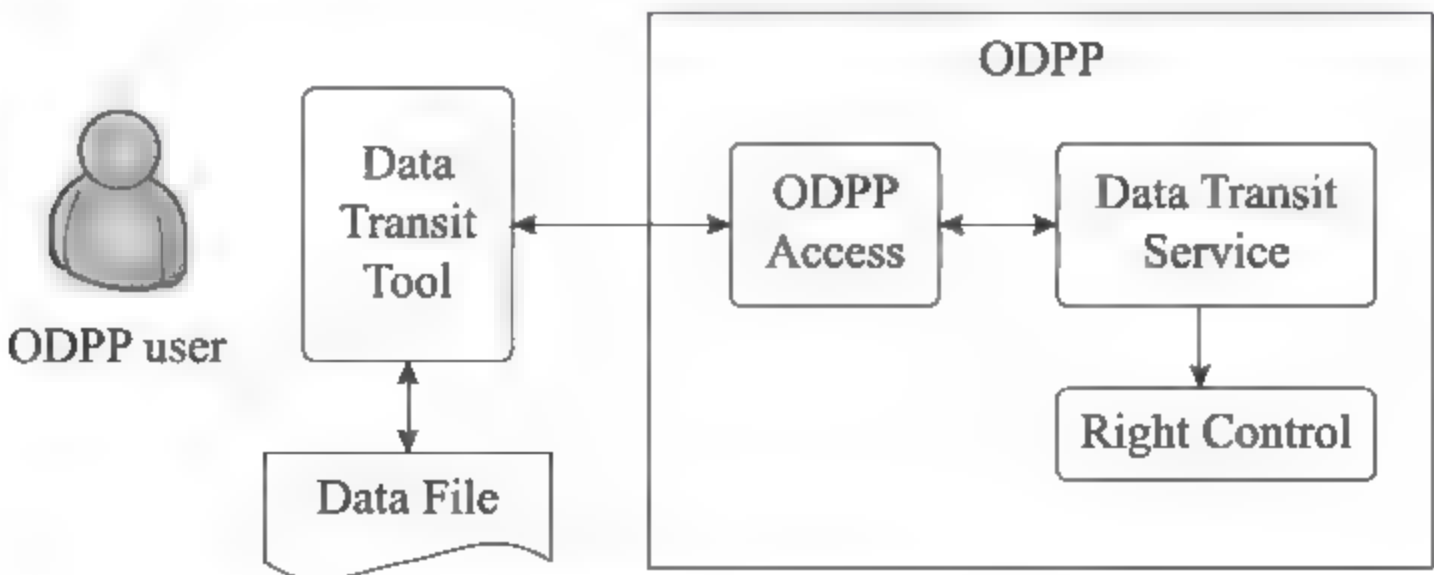 ODPP
Data
Transit
Tool
ODPP
Access
Data Transit
Service
ODPP user
Right Control
Data File